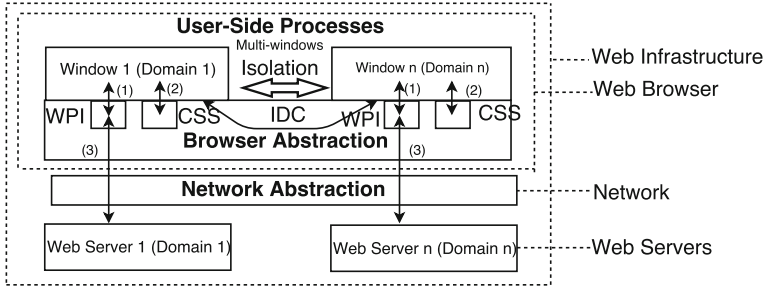 User-Side Processes
Multi-windows
Isolation
Window 1 (Domain 1)
Window n (Domain n)
(1)
(2)
(1)
(2)
WPI
CSS
IDC
WPI
CSS
Browser Abstraction
(3)
(3)
Network Abstraction
Web Server 1 (Domain 1)
Web Server n (Domain n)
Web Infrastructure
Web Browser
Network
Web Servers